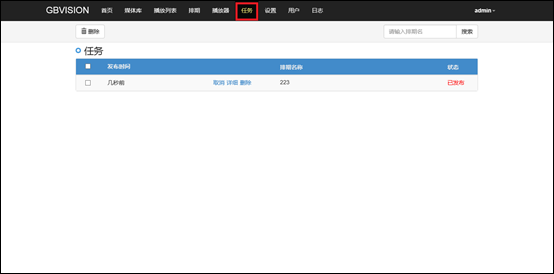 GBVISION 首页 媒体库 播放列表 排期 播放器 任务 设置 用户 日志 admin
删除 请输入排期名 搜索
任务
发布时间 排期名称 状态
几秒前 取消 详细 删除 223 已发布